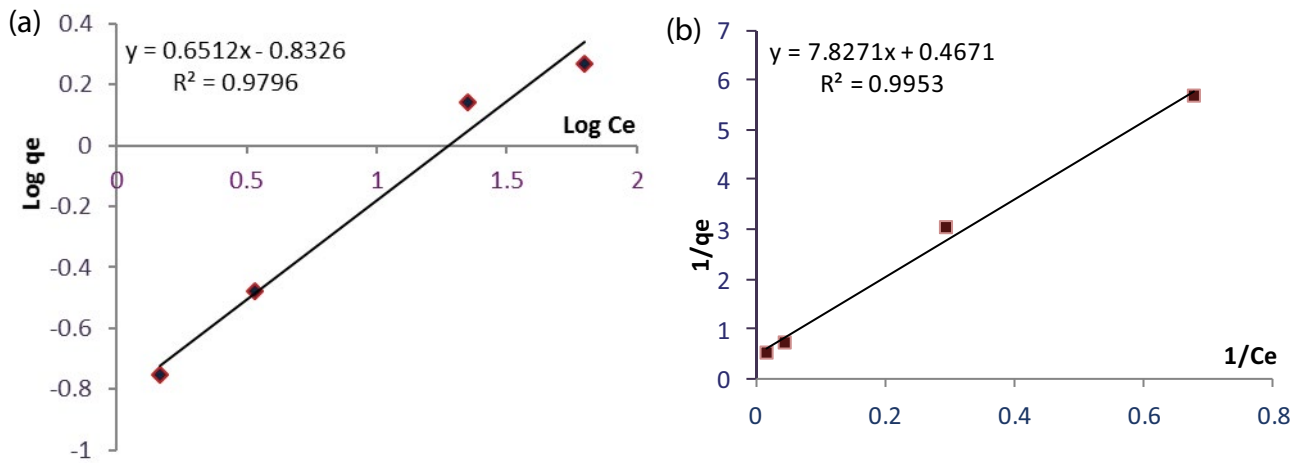 (a)
0.4
0.2
0
-0.2
-0.4
-0.6
-0.8
-1
Log qe
y = 0.6512x - 0.8326
R² = 0.9796
Log Ce
0
0.5
1
1.5
2
(b)
7
6
5
4
3
2
1
0
1/qe
y = 7.8271x + 0.4671
R² = 0.9953
1/Ce
0
0.2
0.4
0.6
0.8